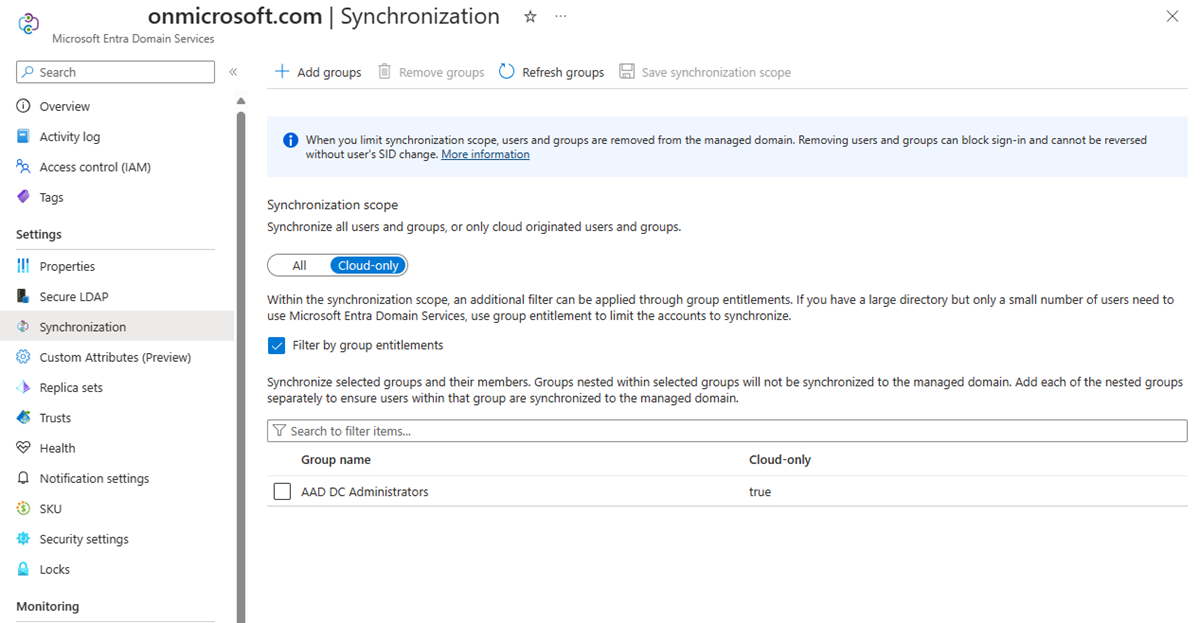 onmicrosoft.com | Synchronization
Microsoft Entra Domain Services
Search
Overview
Activity log
Access control (IAM)
Tags
Settings
Properties
Secure LDAP
Synchronization
Custom Attributes (Preview)
Replica sets
Trusts
Health
Notification settings
SKU
Security settings
Locks
Monitoring
Add groups Remove groups Refresh groups Save synchronization scope
When you limit synchronization scope, users and groups are removed from the managed domain. Removing users and groups can block sign-in and cannot be reversed
without user's SID change. More information
Synchronization scope
Synchronize all users and groups, or only cloud originated users and groups.
All Cloud-only
Within the synchronization scope, an additional filter can be applied through group entitlements. If you have a large directory but only a small number of users need to
use Microsoft Entra Domain Services, use group entitlement to limit the accounts to synchronize.
Filter by group entitlements
Synchronize selected groups and their members. Groups nested within selected groups will not be synchronized to the managed domain. Add each of the nested groups
separately to ensure users within that group are synchronized to the managed domain.
Search to filter items...
Group name Cloud-only
AAD DC Administrators true